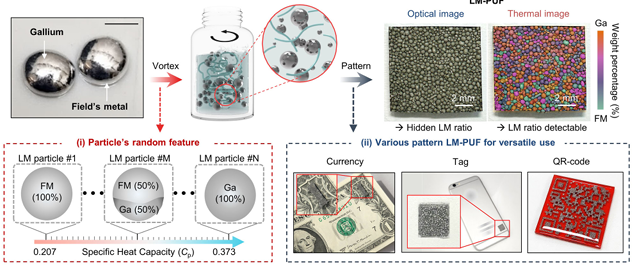 LM-PUF
Gallium
Field's metal
Vortex
Pattern
Optical image
Thermal image
2 mm
2 mm
→ Hidden LM ratio
→ LM ratio detectable
Ga
Weight percentage (%)
FM
(i) Particle's random feature
LM particle #1
LM particle #M
LM particle #N
FM
(100%)
FM (50%)
Ga (50%)
Ga
(100%)
0.207
Specific Heat Capacity (Cp)
0.373
(ii) Various pattern LM-PUF for versatile use
Currency
Tag
QR-code